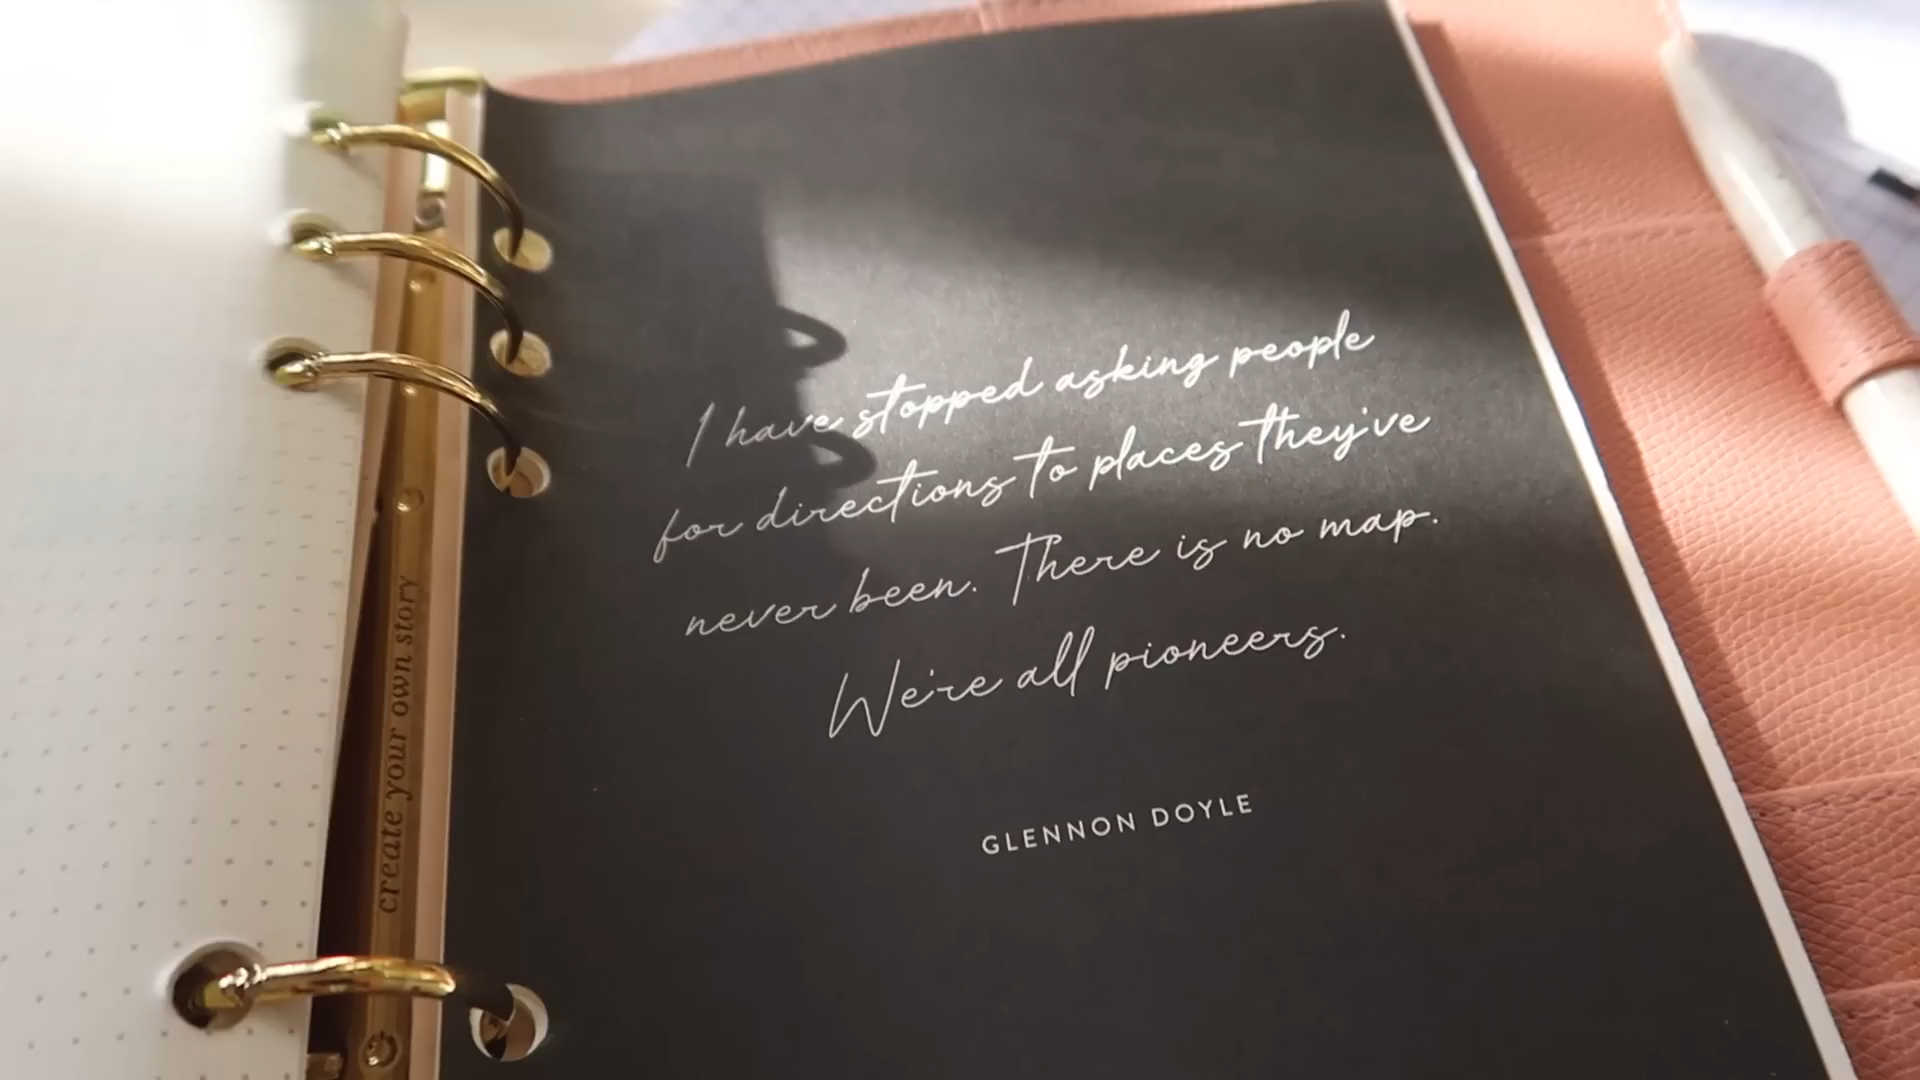 I have stopped asking people
for directions to places they've
never been. There is no map.
We're all pioneers.
GLENNON DOYLE
create your own story